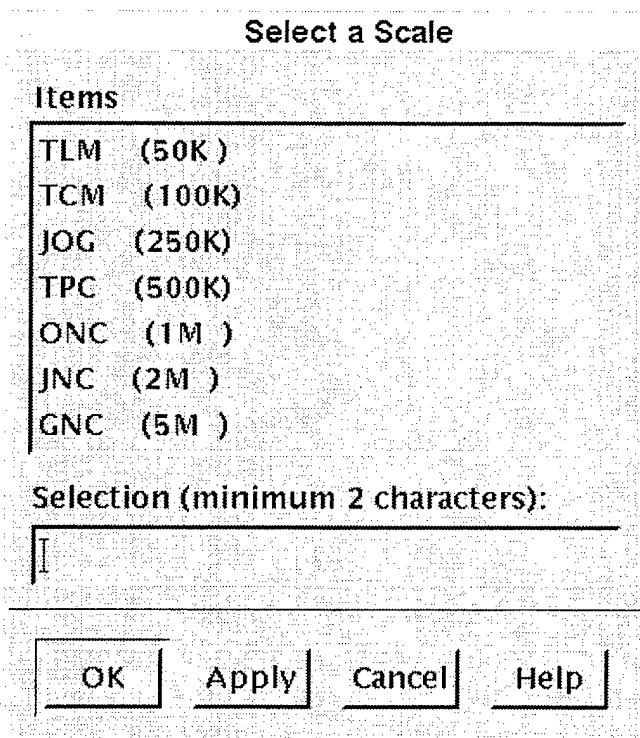 Select a Scale
Items
TLM (50K )
TCM (100K)
JOG (250K)
TPC (500K)
ONC (1M )
JNC (2M )
GNC (5M )
Selection (minimum 2 characters):
OK Apply Cancel Help